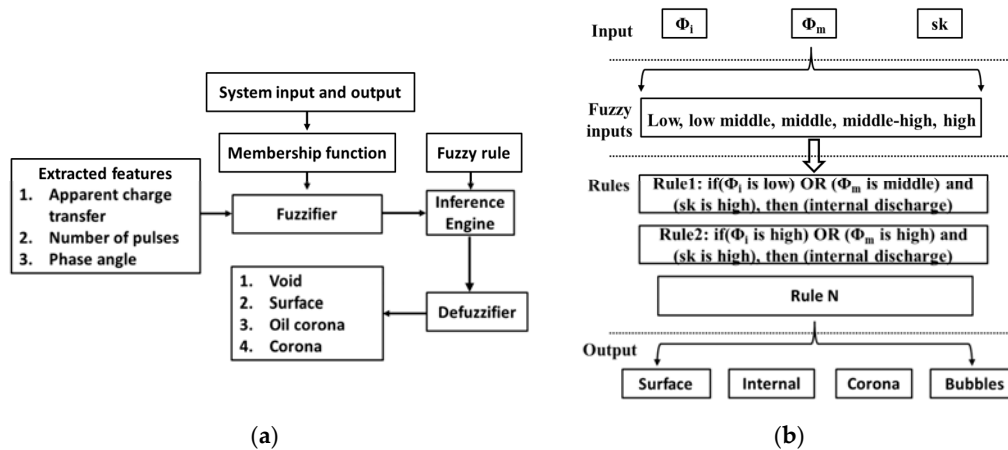 System input and output
Membership function
Fuzzy rule
Extracted features
1. Apparent charge
transfer
2. Number of pulses
3. Phase angle
Fuzzifier
Inference
Engine
1. Void
2. Surface
3. Oil corona
4. Corona
Defuzzifier
(a)
Input
Φi
Φm
sk
Fuzzy
inputs
Low, low middle, middle, middle-high, high
Rules
Rule1: if(Φi is low) OR (Φm is middle) and
(sk is high), then (internal discharge)
Rule2: if(Φi is high) OR (Φm is high) and
(sk is high), then (internal discharge)
Rule N
Output
Surface
Internal
Corona
Bubbles
(b)